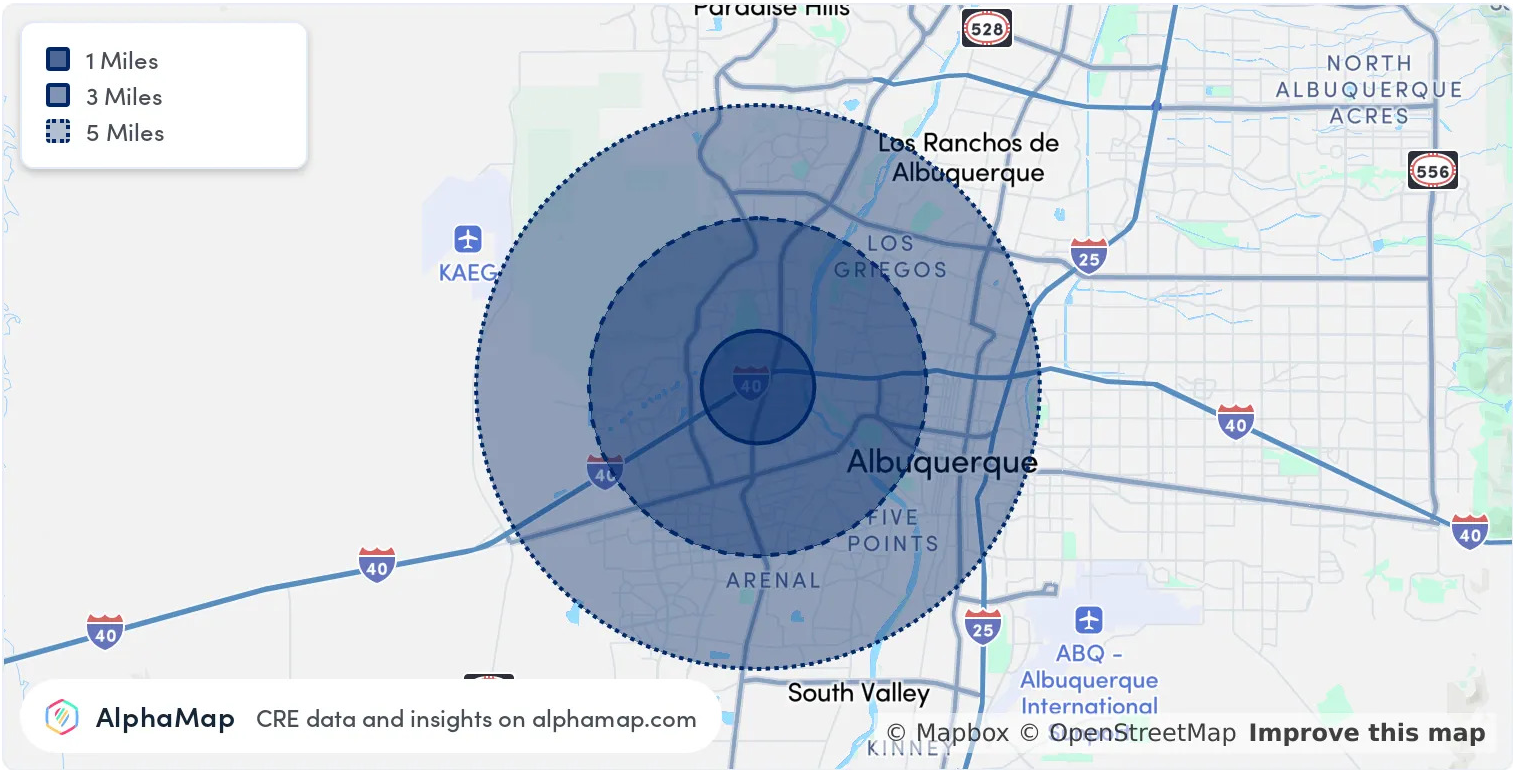 Paradise Hills
528
1 Miles
3 Miles
5 Miles
NORTH
ALBUQUERQUE
ACRES
Los Ranchos de
Albuquerque
556
LOS
GRIEGOS
25
KAEG
40
40
Albuquerque
40
FIVE
POINTS
40
40
ARENAL
40
25
ABQ -
Albuquerque
International
South Valley
AlphaMap
CRE data and insights on alphamap.com
© Mapbox © OpenStreetMap Improve this map
KINNEY